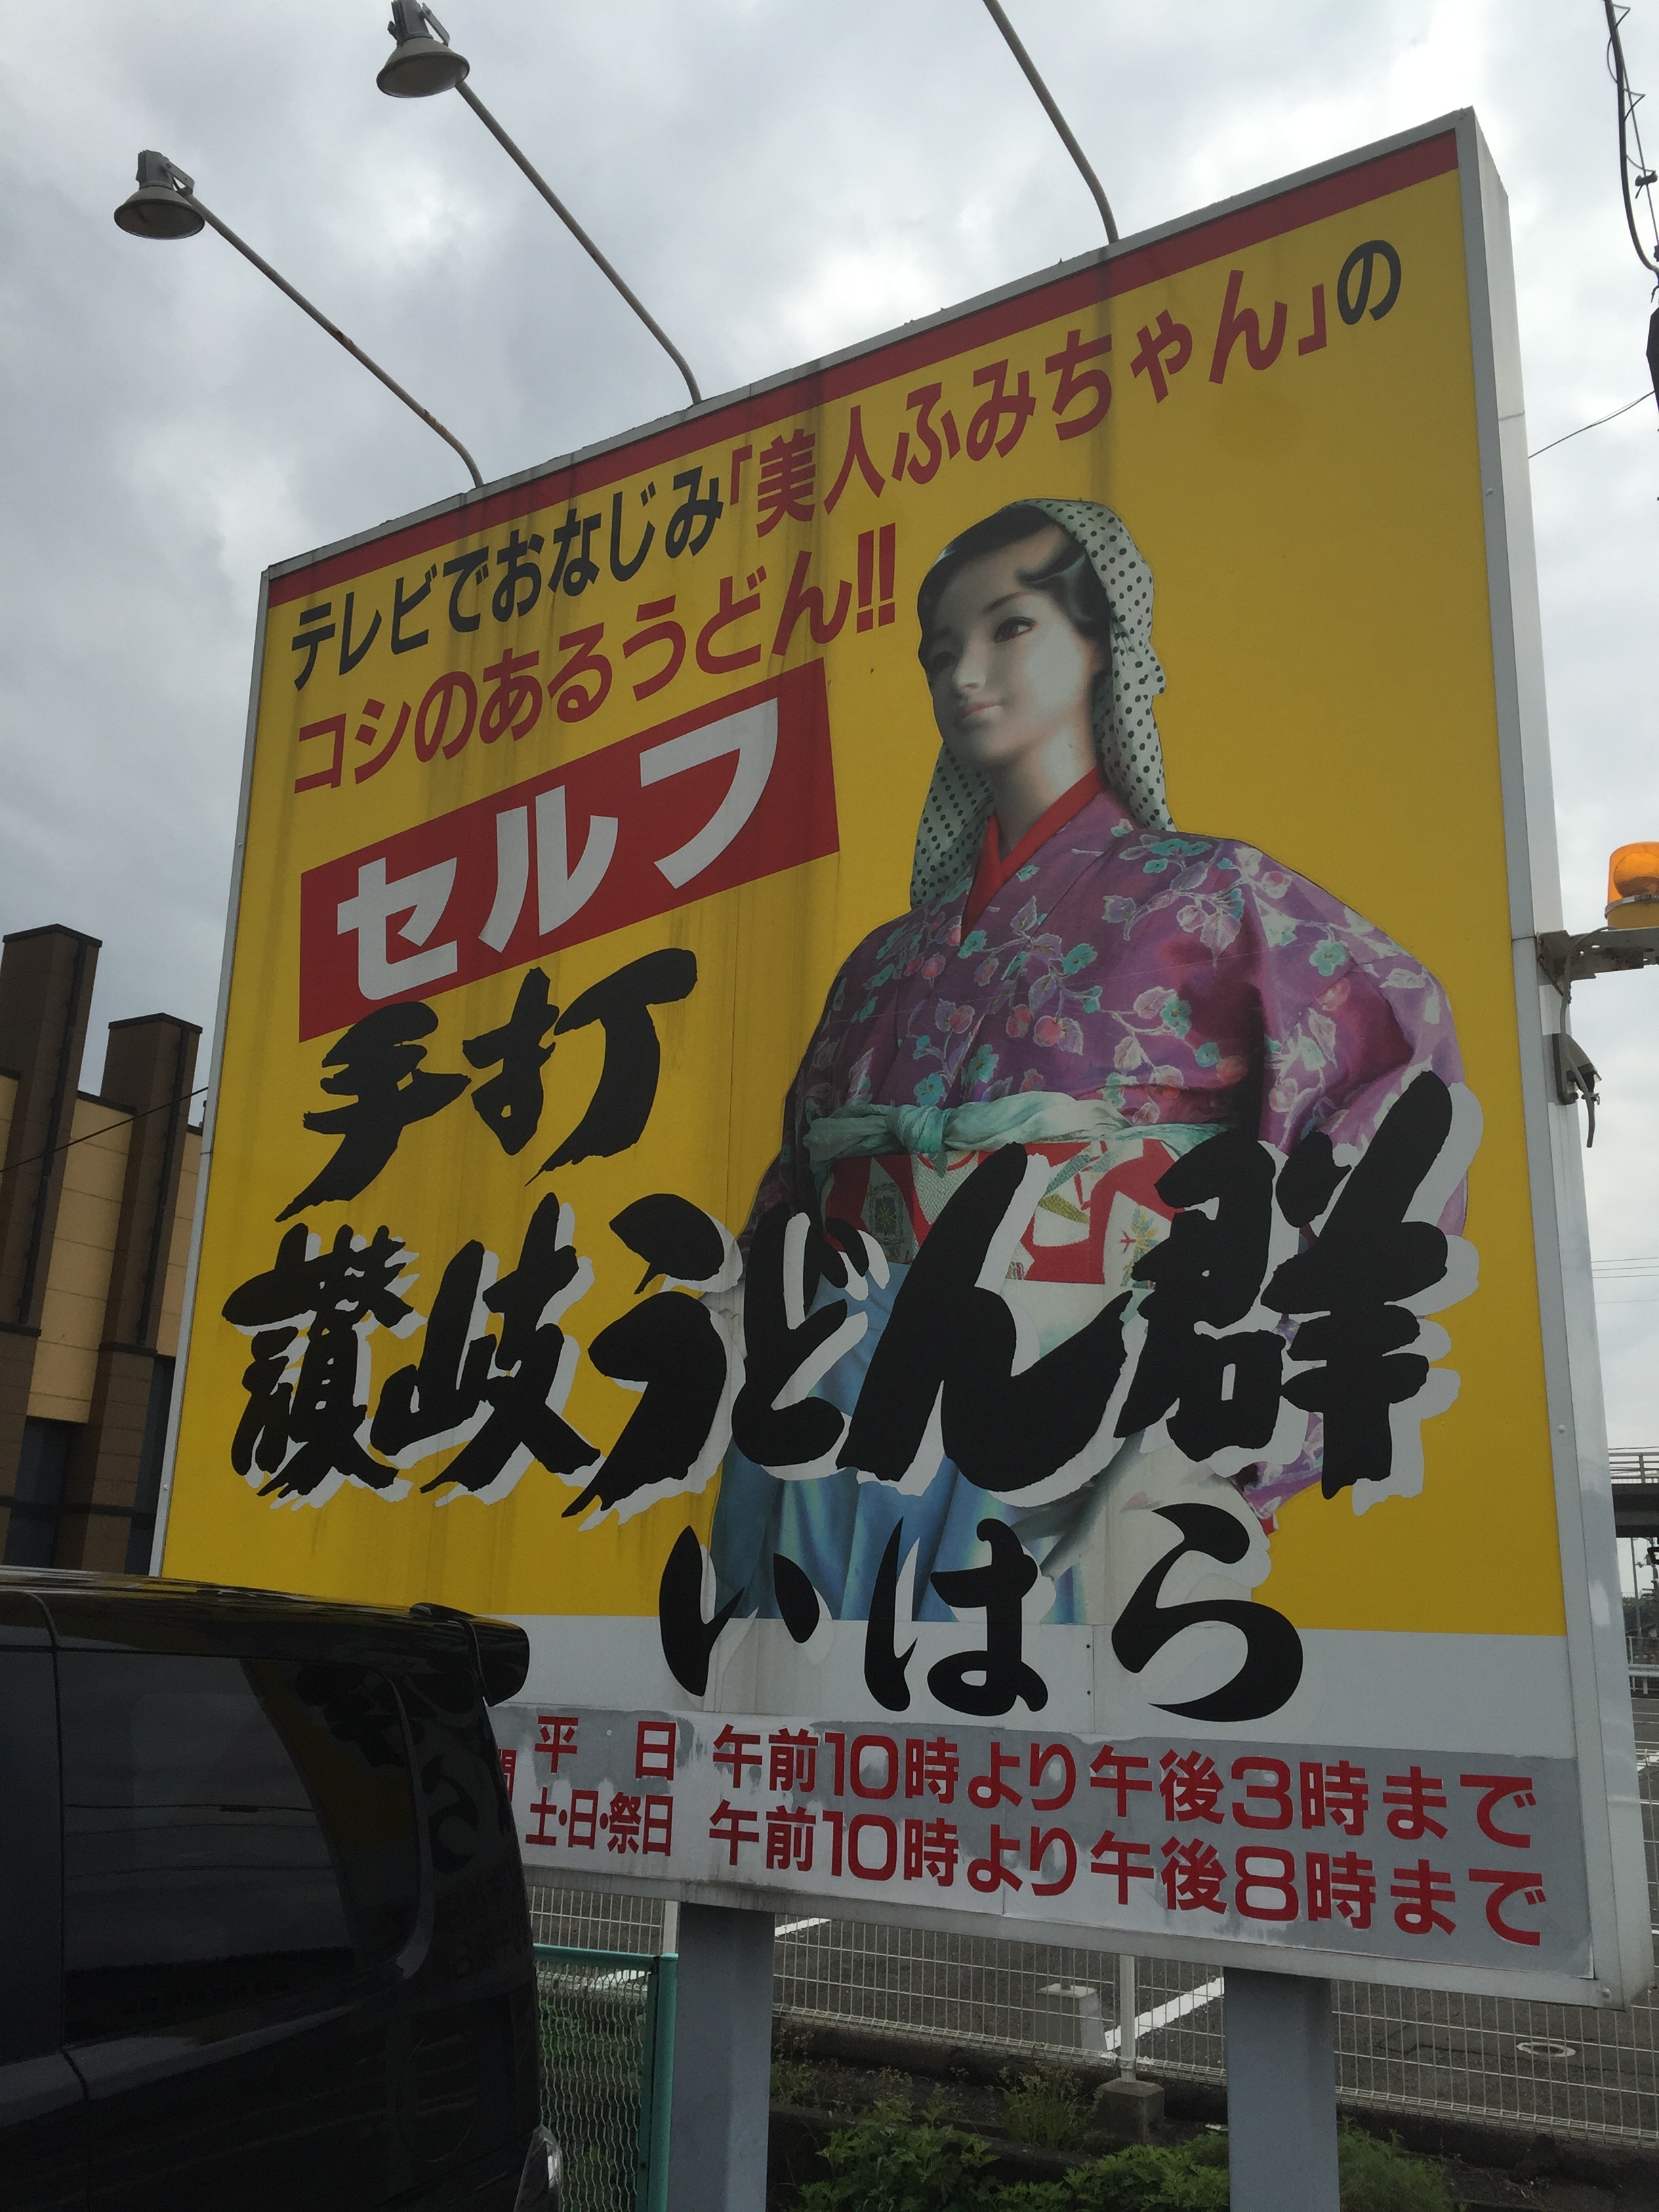 テレビでおなじみ「美人ふみちゃん」の
コシのあるうどん!!
セルフ
手打
讃岐うどん群
いはら
間
平　日　午前10時より午後3時まで
土・日・祭日　午前10時より午後8時まで